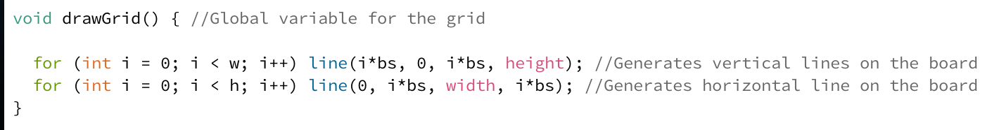 void drawGrid() { //Global variable for the grid
for (int i = 0; i < w; i++) line(i*bs, 0, i*bs, height); //Generates vertical lines on the board
for (int i = 0; i < h; i++) line(0, i*bs, width, i*bs); //Generates horizontal line on the board
}